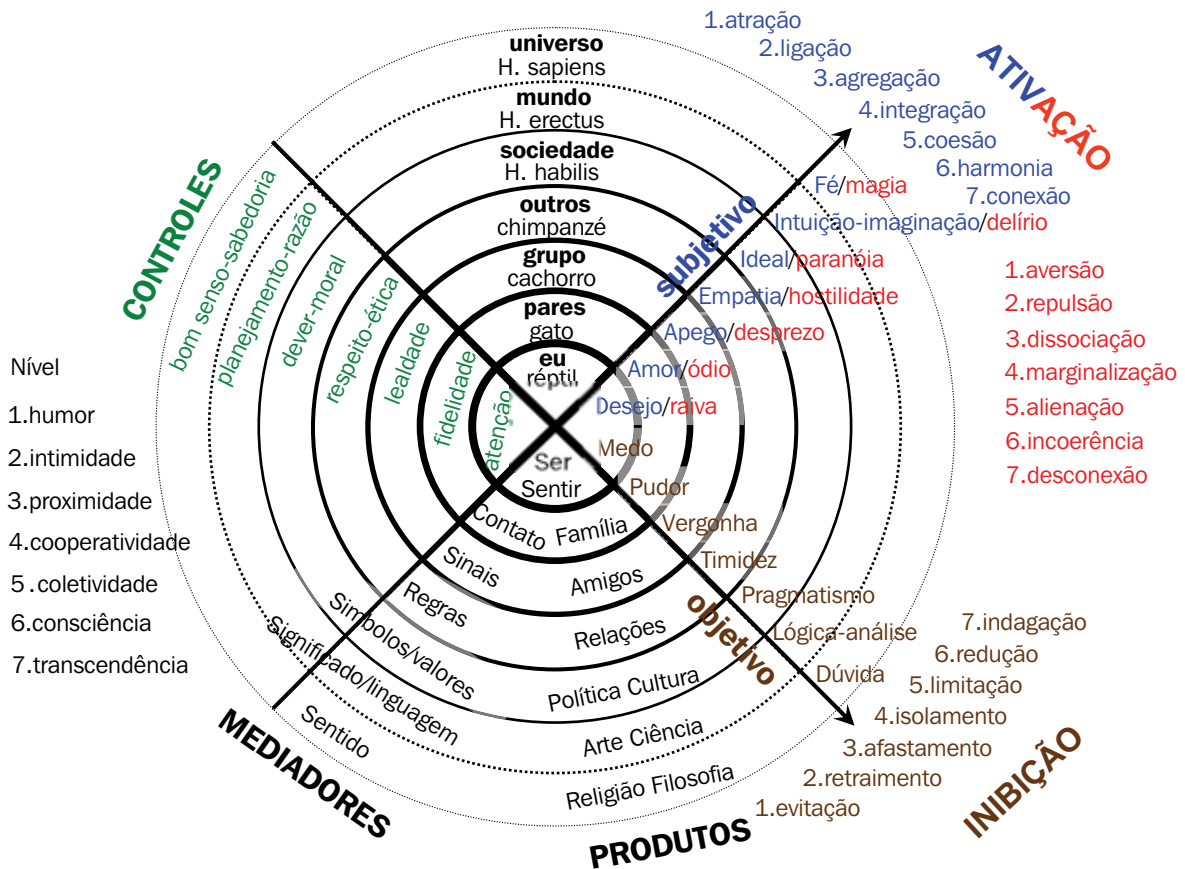 universo
H. sapiens
mundo
H. erectus
sociedade
H. habilis
outros
chimpanzé
grupo
cachorro
pares
gato
eu
réptil
Ser
Sentir
CONTROLES
bom senso-sabedoria
planejamento-razão
dever-moral
respeito-ética
lealdade
fidelidade
atenção
Nível
1.humor
2.intimidade
3.proximidade
4.cooperatividade
5.coletividade
6.consciência
7.transcendência
ATIVAÇÃO
1.atração
2.ligação
3.agregação
4.integração
5.coesão
6.harmonia
7.conexão
subjetivo
Fé/magia
Intuição-imaginação/delírio
Ideal/paranóia
Empatia/hostilidade
Apego/desprezo
Amor/ódio
Desejo/raiva
1.aversão
2.repulsão
3.dissociação
4.marginalização
5.alienação
6.incoerência
7.desconexão
Medo
Pudor
Vergonha
Timidez
Pragmatismo
Lógica-análise
Dúvida
objetivo
7.indagação
6.redução
5.limitação
4.isolamento
3.afastamento
2.retraimento
1.evitação
INIBIÇÃO
MEDIADORES
Contato
Sinais
Regras
Simbolos/valores
Significado/linguagem
Sentido
Família
Amigos
Relações
Política Cultura
Arte Ciência
Religião Filosofia
PRODUTOS